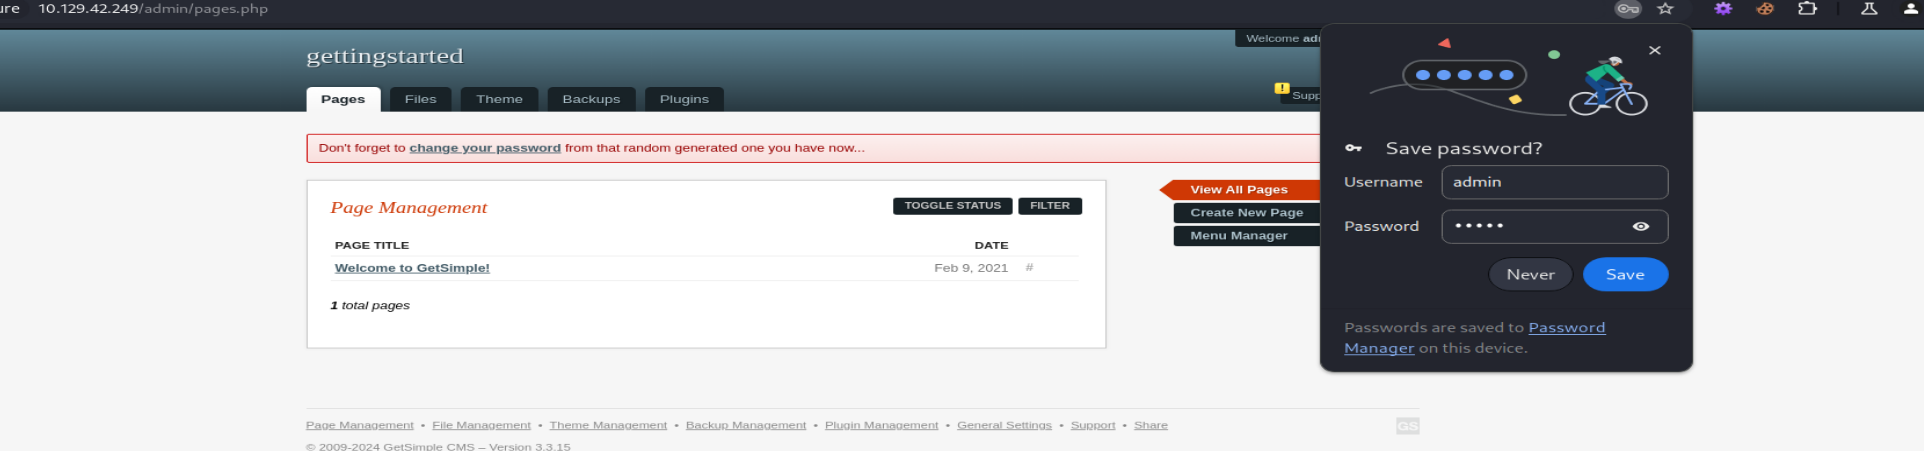 ure 10.129.42.249/admin/pages.php
gettingstarted
Welcome
Pages Files Theme Backups Plugins
!
Don't forget to change your password from that random generated one you have now...
Page Management
TOGGLE STATUS FILTER
PAGE TITLE DATE
Welcome to GetSimple! Feb 9, 2021 #
1 total pages
View All Pages
Create New Page
Menu Manager
Save password?
Username admin
Password •••••
Never Save
Passwords are saved to Password
Manager on this device.
Page Management • File Management • Theme Management • Backup Management • Plugin Management • General Settings • Support • Share
GS
© 2009-2024 GetSimple CMS – Version 3.3.15